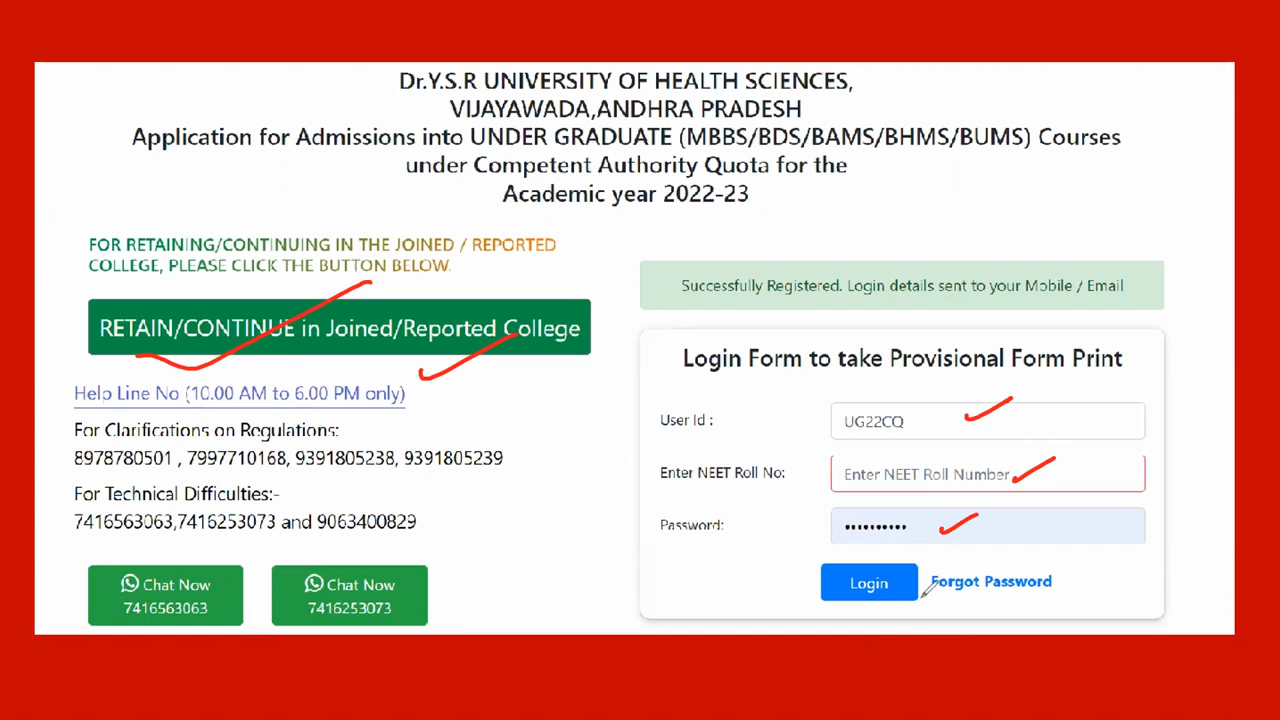 Dr.Y.S.R UNIVERSITY OF HEALTH SCIENCES,
VIJAYAWADA,ANDHRA PRADESH
Application for Admissions into UNDER GRADUATE (MBBS/BDS/BAMS/BHMS/BUMS) Courses
under Competent Authority Quota for the
Academic year 2022-23
FOR RETAINING/CONTINUING IN THE JOINED / REPORTED
COLLEGE, PLEASE CLICK THE BUTTON BELOW.
RETAIN/CONTINUE in Joined/Reported College
Help Line No (10.00 AM to 6.00 PM only)
For Clarifications on Regulations:
8978780501 , 7997710168, 9391805238, 9391805239
For Technical Difficulties:-
7416563063,7416253073 and 9063400829
Chat Now
7416563063
Chat Now
7416253073
Successfully Registered. Login details sent to your Mobile / Email
Login Form to take Provisional Form Print
User Id :
UG22CQ
Enter NEET Roll No:
Enter NEET Roll Number
Password:
••••••••••
Login
Forgot Password